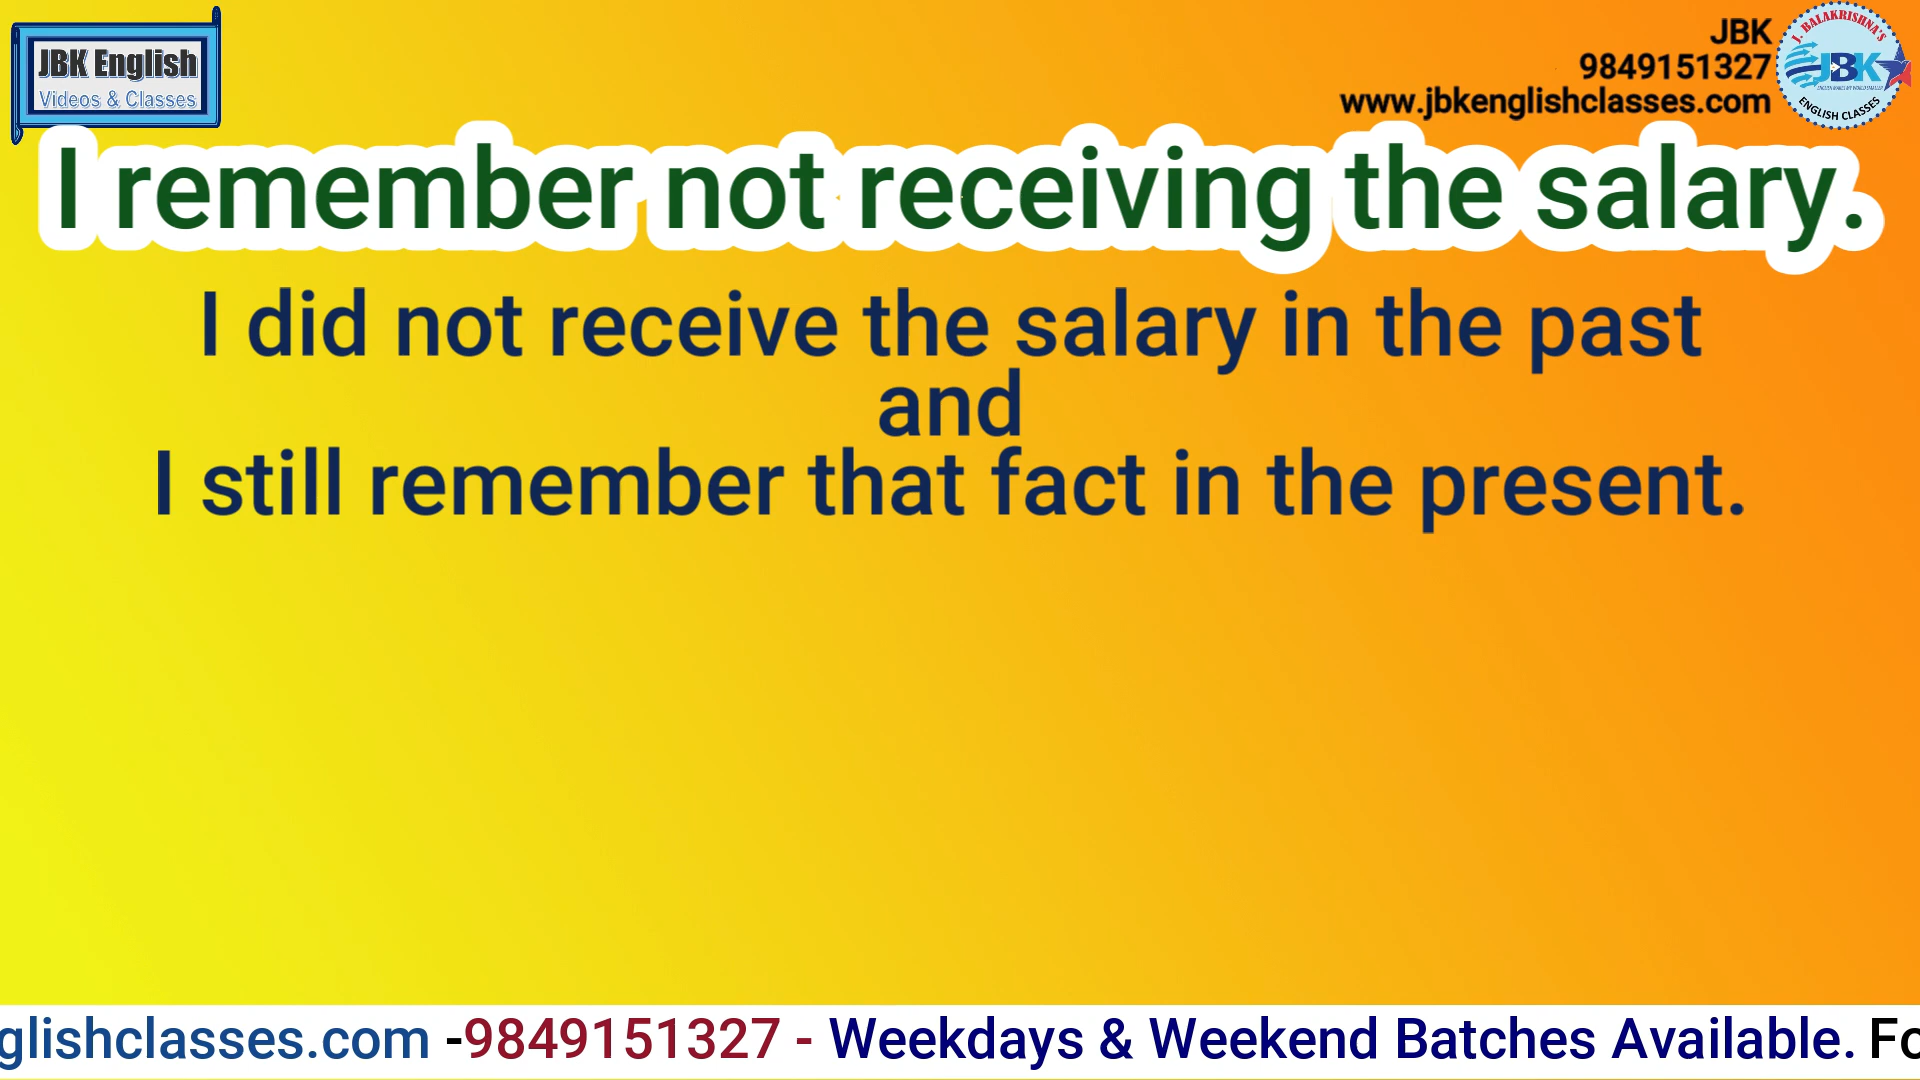 JBK English
Videos & Classes
JBK
9849151327
www.jbkenglishclasses.com
J. BALAKRISHNA'S
JBK
ENGLISH CLASSES
I remember not receiving the salary.
I did not receive the salary in the past
and
I still remember that fact in the present.
glishclasses.com -9849151327 - Weekdays & Weekend Batches Available. Fo